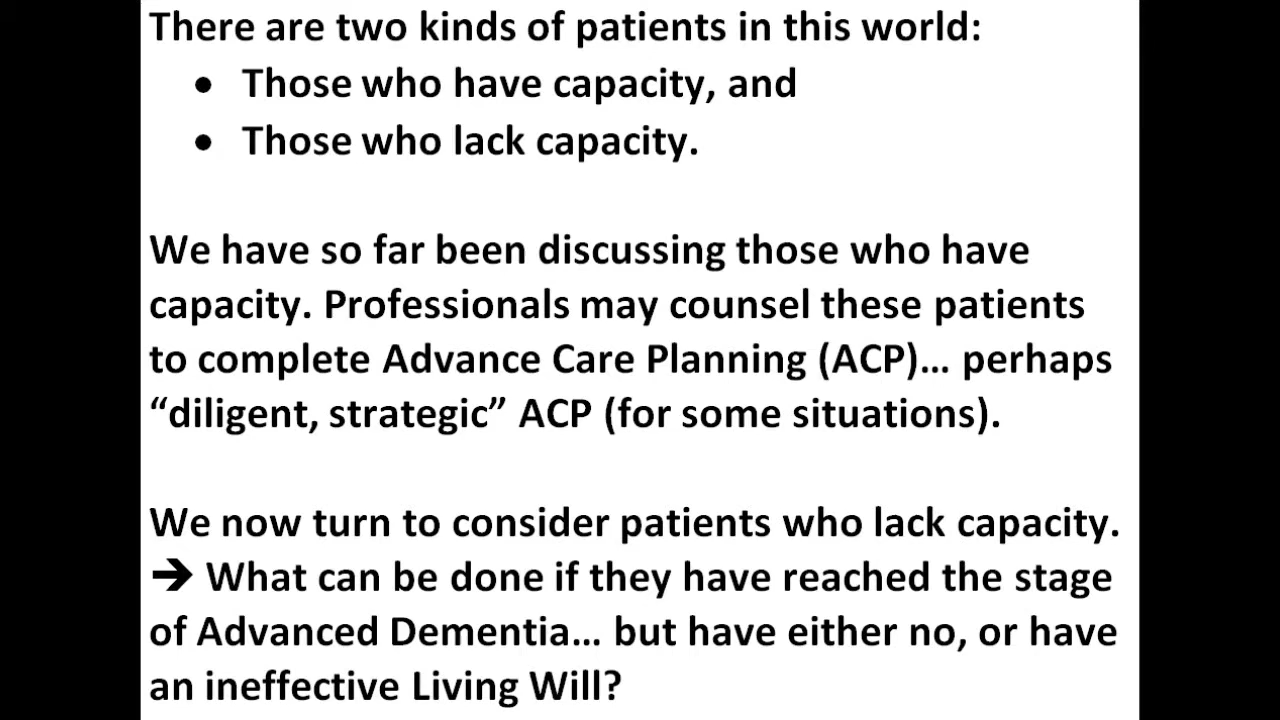 There are two kinds of patients in this world:
• Those who have capacity, and
• Those who lack capacity.
We have so far been discussing those who have
capacity. Professionals may counsel these patients
to complete Advance Care Planning (ACP)... perhaps
“diligent, strategic” ACP (for some situations).
We now turn to consider patients who lack capacity.
➔ What can be done if they have reached the stage
of Advanced Dementia... but have either no, or have
an ineffective Living Will?